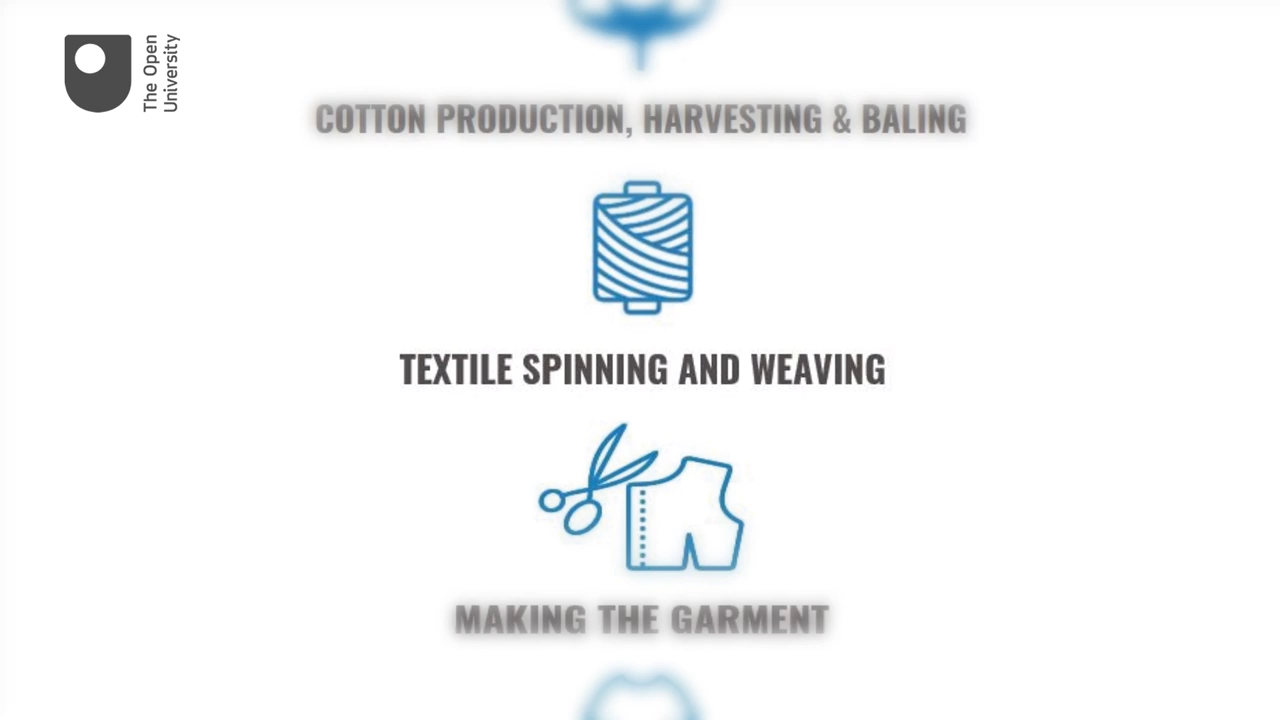 The Open
University
COTTON PRODUCTION, HARVESTING & BALING
TEXTILE SPINNING AND WEAVING
MAKING THE GARMENT